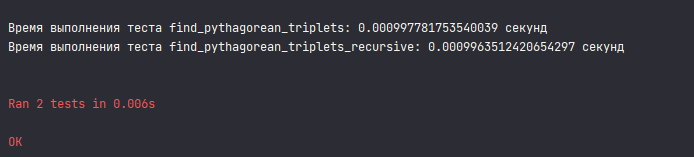 Время выполнения теста find_pythagorean_triplets: 0.000997781753540039 секунд
Время выполнения теста find_pythagorean_triplets_recursive: 0.0009963512420654297 секунд
Ran 2 tests in 0.006s
OK